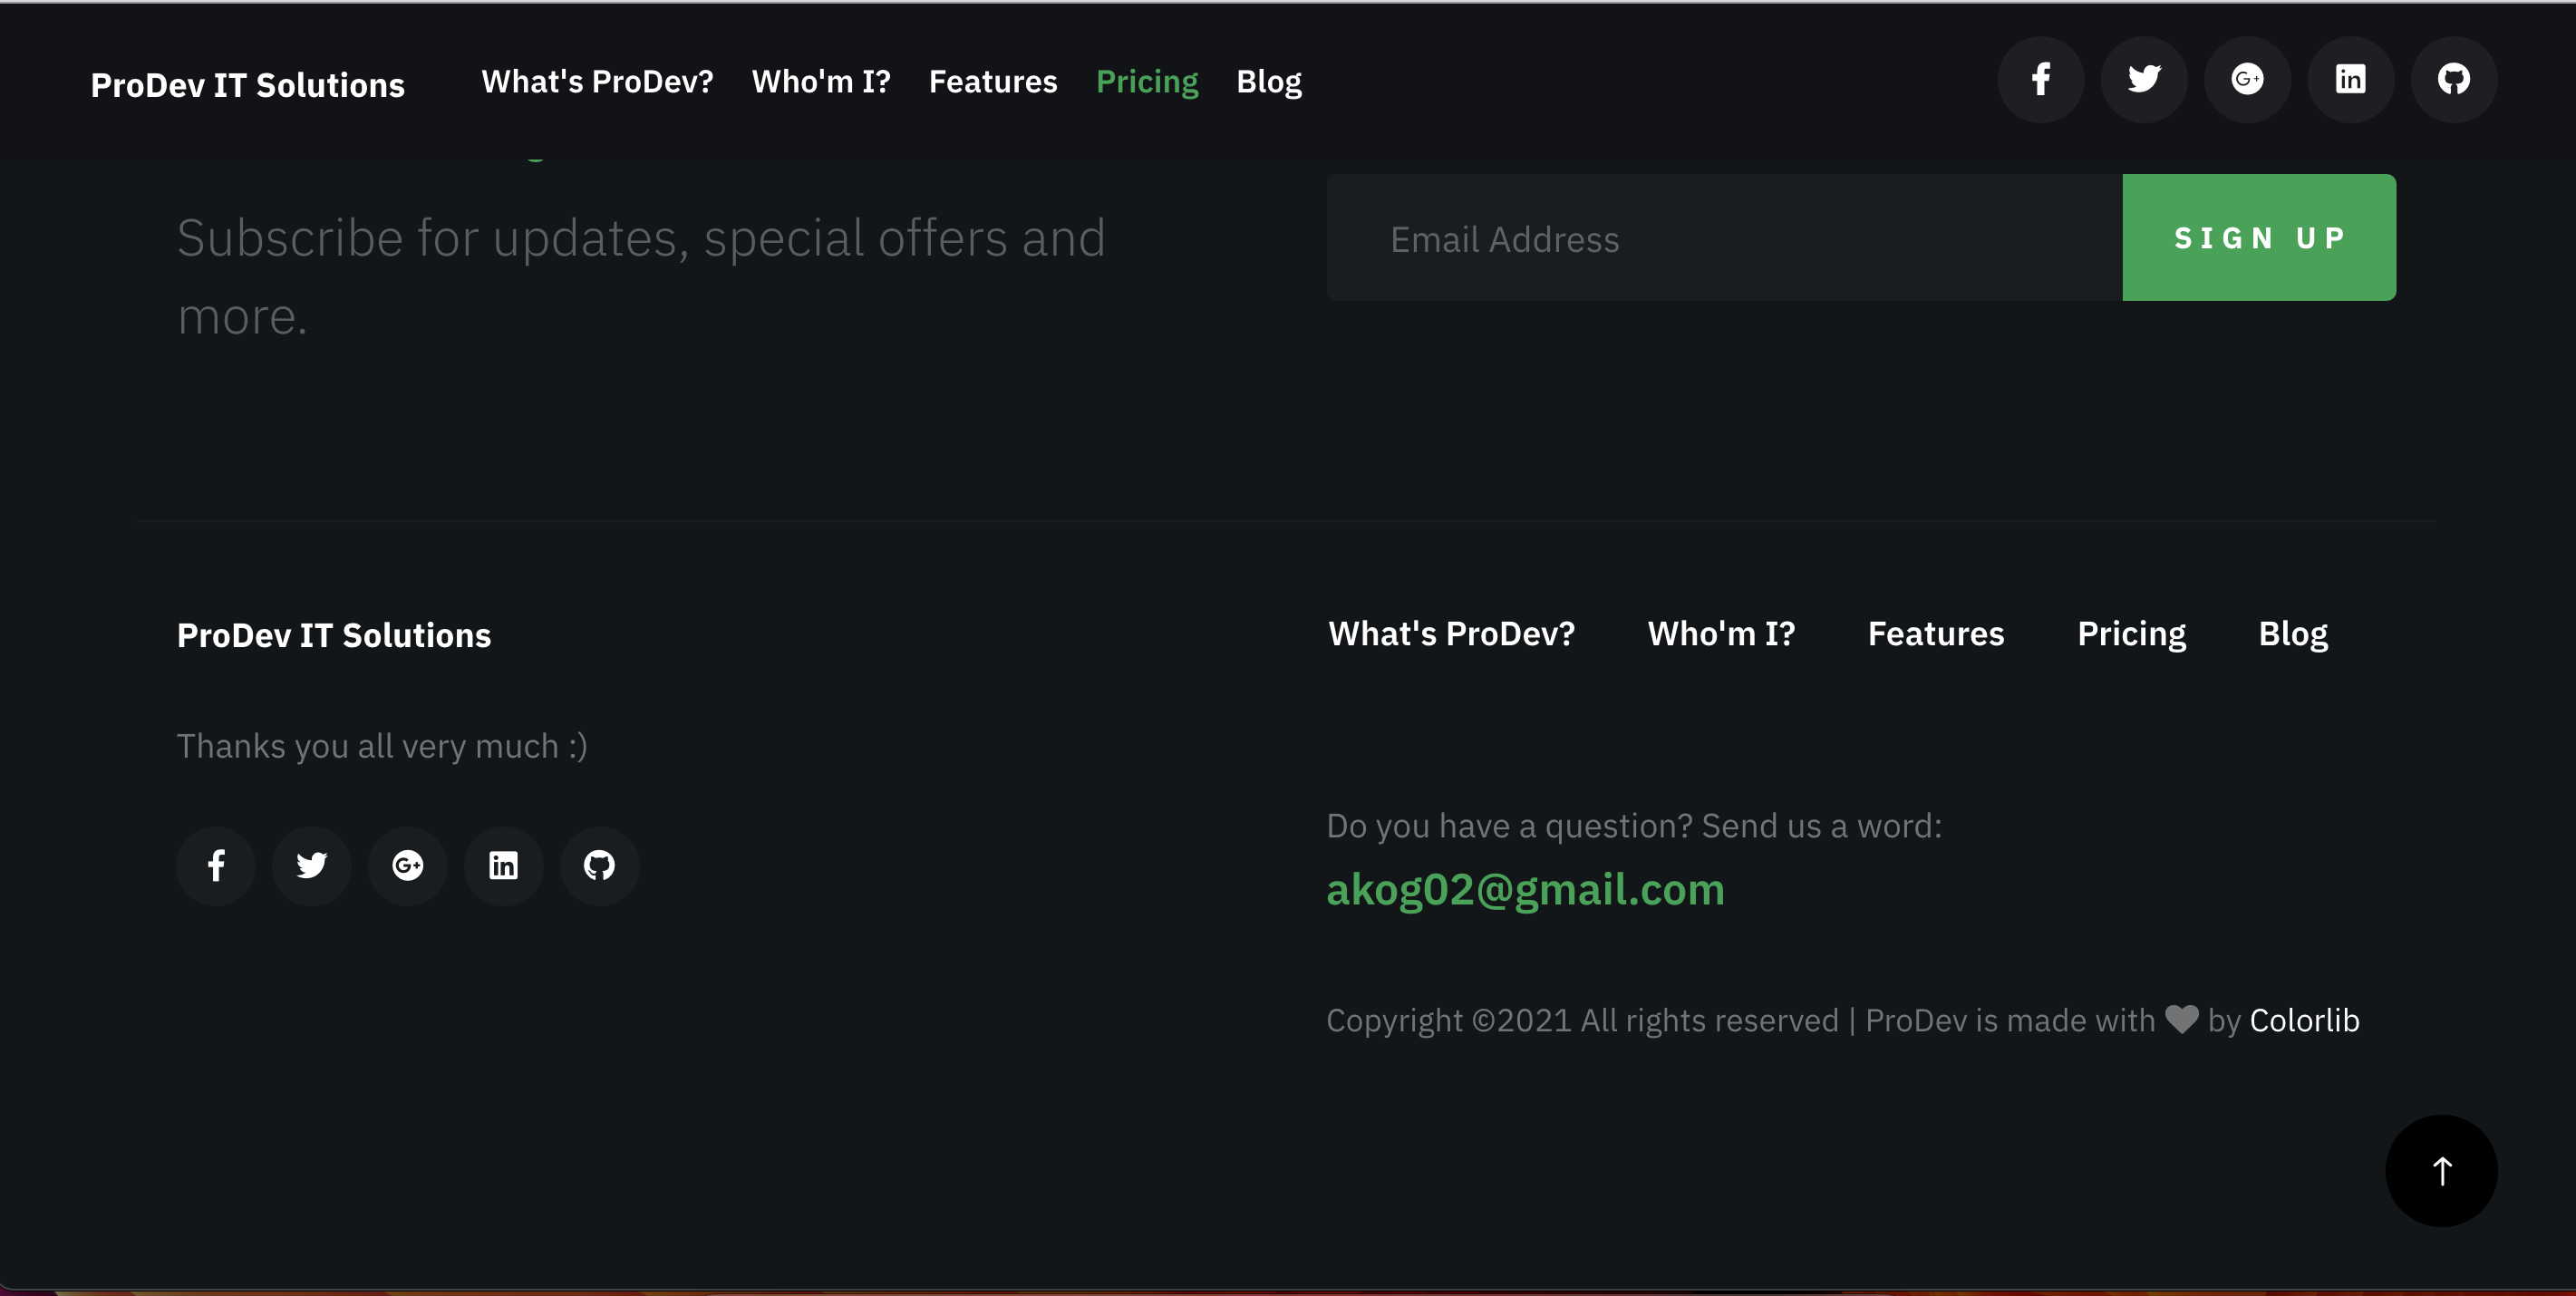 ProDev IT Solutions What's ProDev? Who'm I? Features Pricing Blog
Subscribe for updates, special offers and
more.
Email Address SIGN UP
ProDev IT Solutions
Thanks you all very much :)
What's ProDev? Who'm I? Features Pricing Blog
Do you have a question? Send us a word:
akog02@gmail.com
Copyright ©2021 All rights reserved | ProDev is made with ♥ by Colorlib